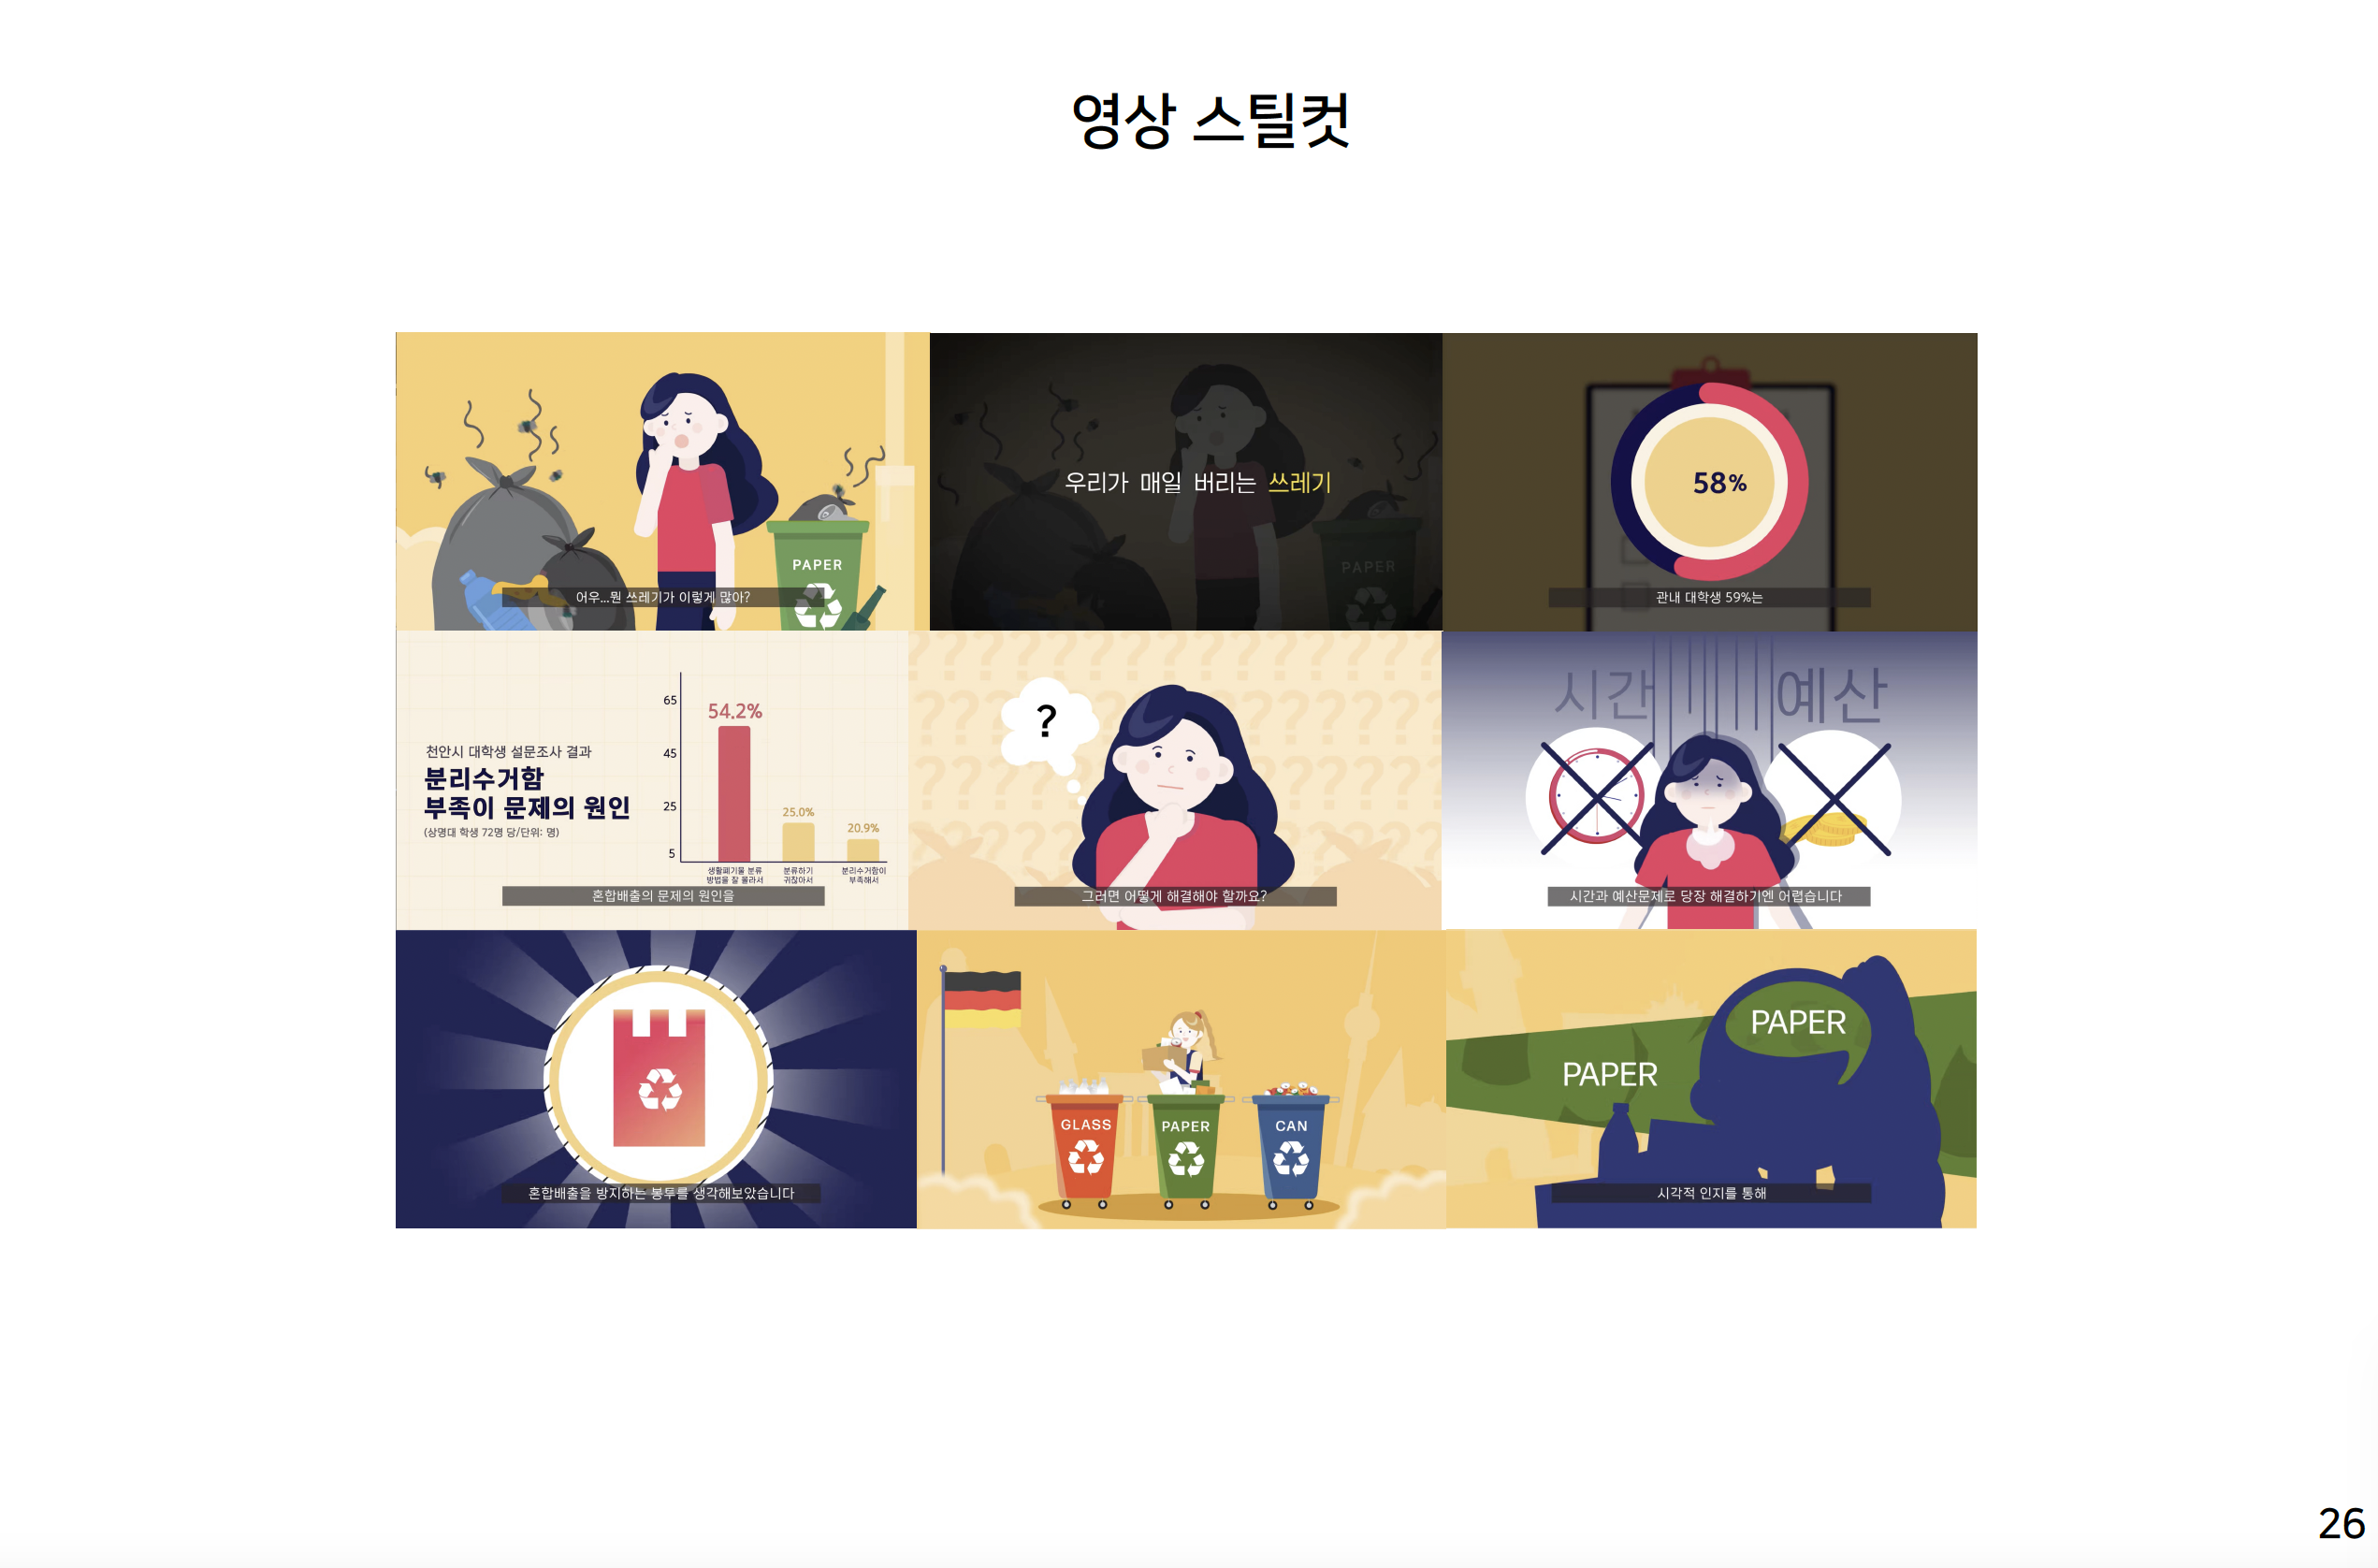 영상 스틸컷
PAPER
어우...뭔 쓰레기가 이렇게 많아?
우리가 매일 버리는 쓰레기
PAPER
58%
관내 대학생 59%는
천안시 대학생 설문조사 결과
분리수거함
부족이 문제의 원인
(상명대 학생 72명 당/단위: 명)
65
45
25
5
54.2%
25.0%
20.9%
생활폐기물 분류
방법을 잘 몰라서
분류하기
귀찮아서
분리수거함이
부족해서
혼합배출의 문제의 원인을
?
그러면 어떻게 해결해야 할까요?
시간
예산
시간과 예산문제로 당장 해결하기엔 어렵습니다
혼합배출을 방지하는 봉투를 생각해보았습니다
GLASS
PAPER
CAN
PAPER
PAPER
시각적 인지를 통해
26